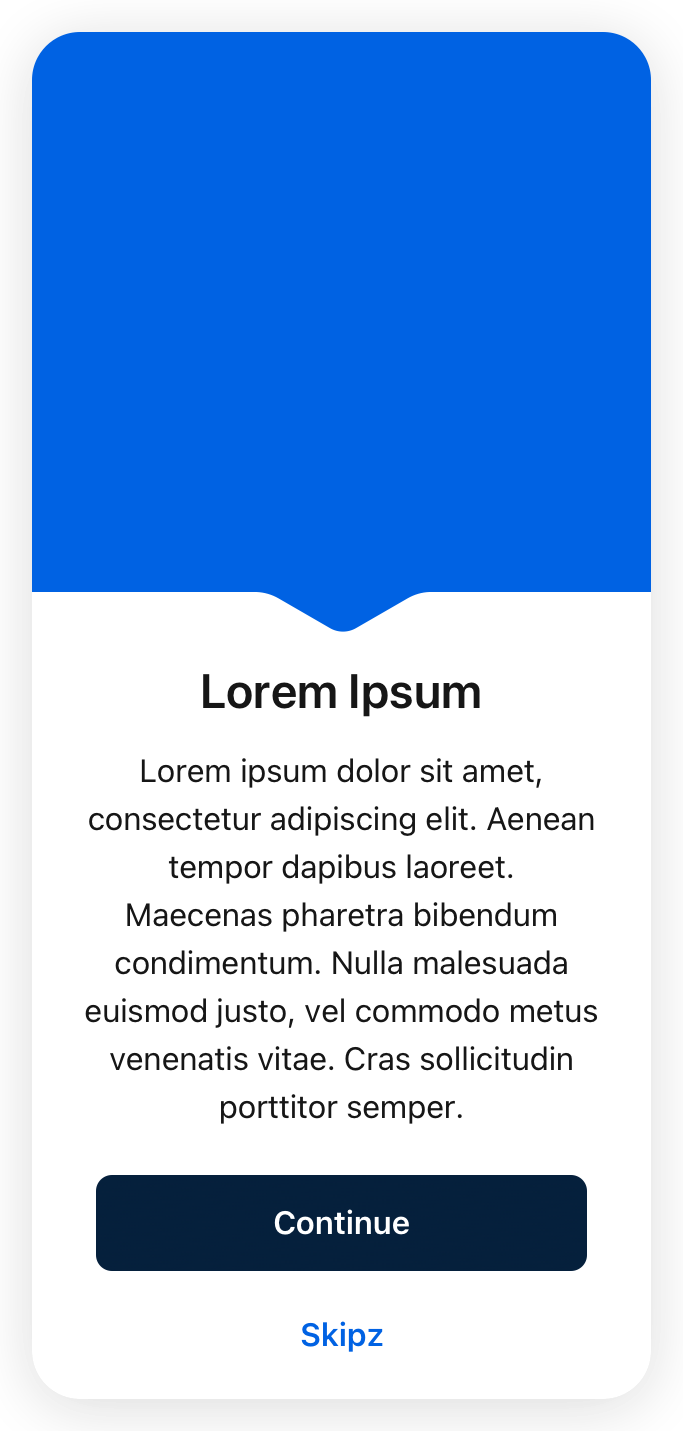 Lorem Ipsum
Lorem ipsum dolor sit amet,
consectetur adipiscing elit. Aenean
tempor dapibus laoreet.
Maecenas pharetra bibendum
condimentum. Nulla malesuada
euismod justo, vel commodo metus
venenatis vitae. Cras sollicitudin
porttitor semper.
Continue
Skipz